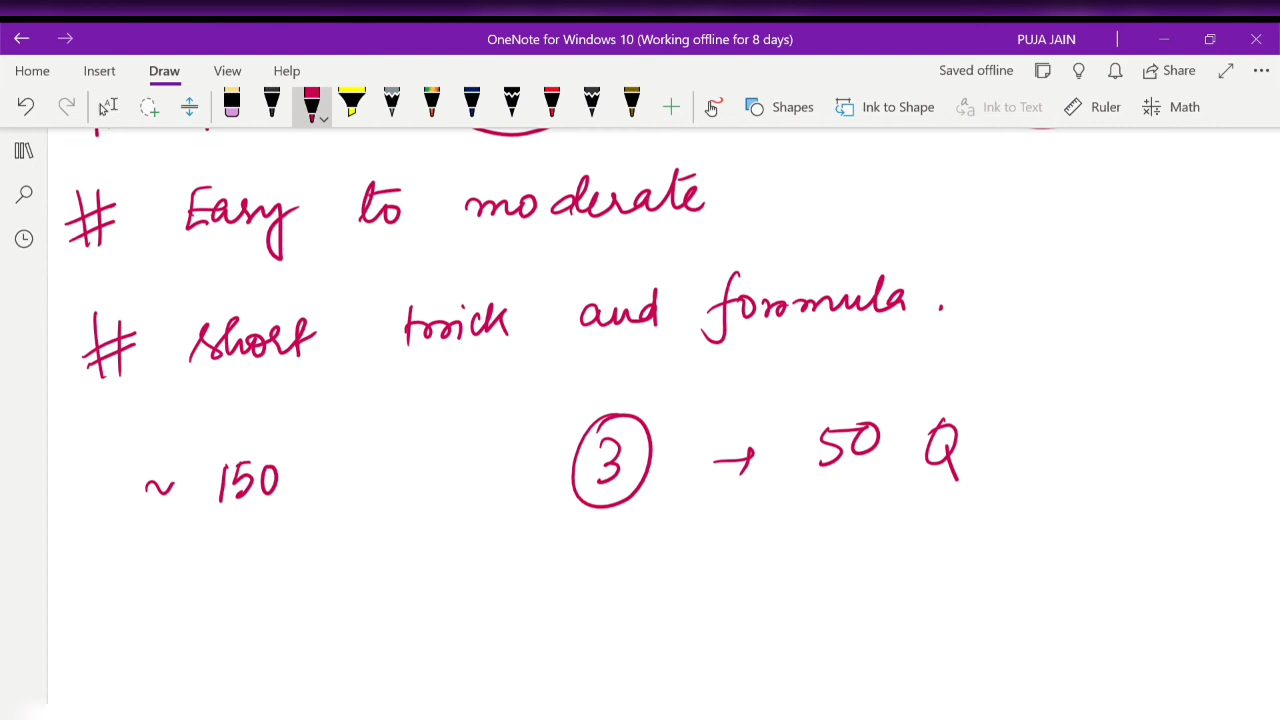 OneNote for Windows 10 (Working offline for 8 days) PUJA JAIN
Home Insert Draw View Help Saved offline Share
Shapes Ink to Shape Ink to Text Ruler Math
# Easy to moderate
# short trick and formula.
~ 150 3 → 50 Q